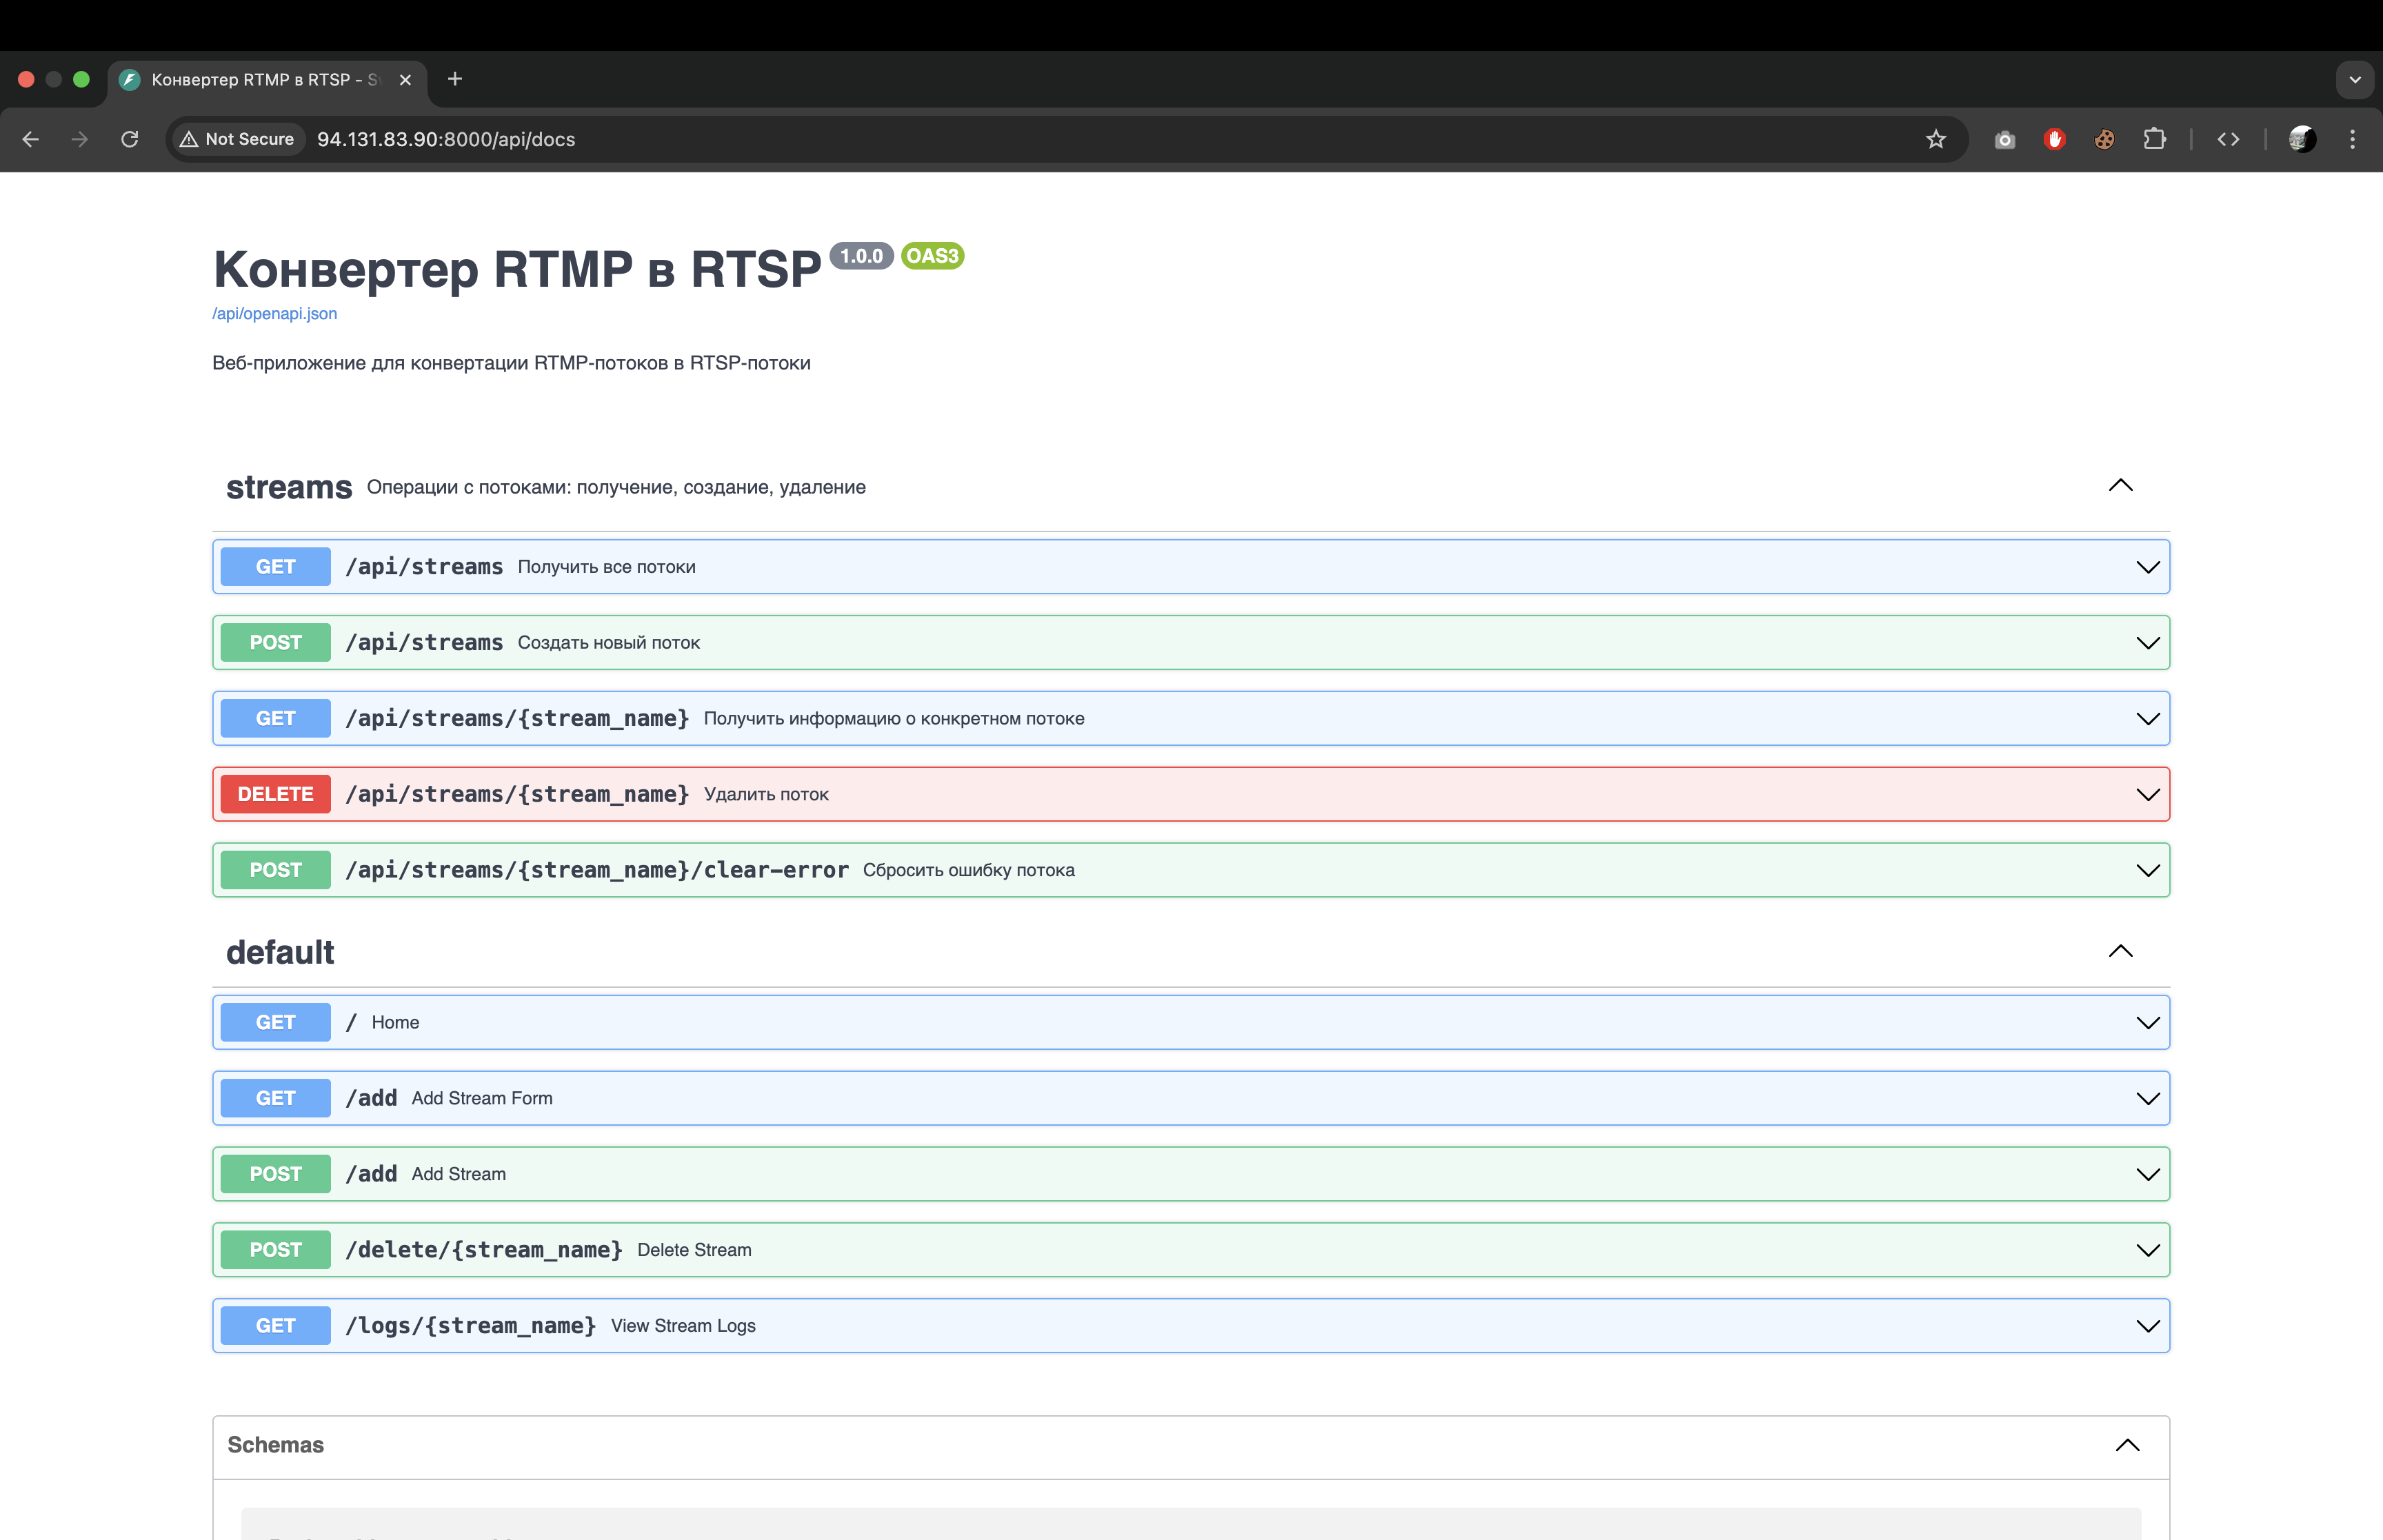 Конвертер RTMP в RTSP - S
Not Secure 94.131.83.90:8000/api/docs
Конвертер RTMP в RTSP 1.0.0 OAS3
/api/openapi.json
Веб-приложение для конвертации RTMP-потоков в RTSP-потоки
streams Операции с потоками: получение, создание, удаление
GET /api/streams Получить все потоки
POST /api/streams Создать новый поток
GET /api/streams/{stream_name} Получить информацию о конкретном потоке
DELETE /api/streams/{stream_name} Удалить поток
POST /api/streams/{stream_name}/clear-error Сбросить ошибку потока
default
GET / Home
GET /add Add Stream Form
POST /add Add Stream
POST /delete/{stream_name} Delete Stream
GET /logs/{stream_name} View Stream Logs
Schemas